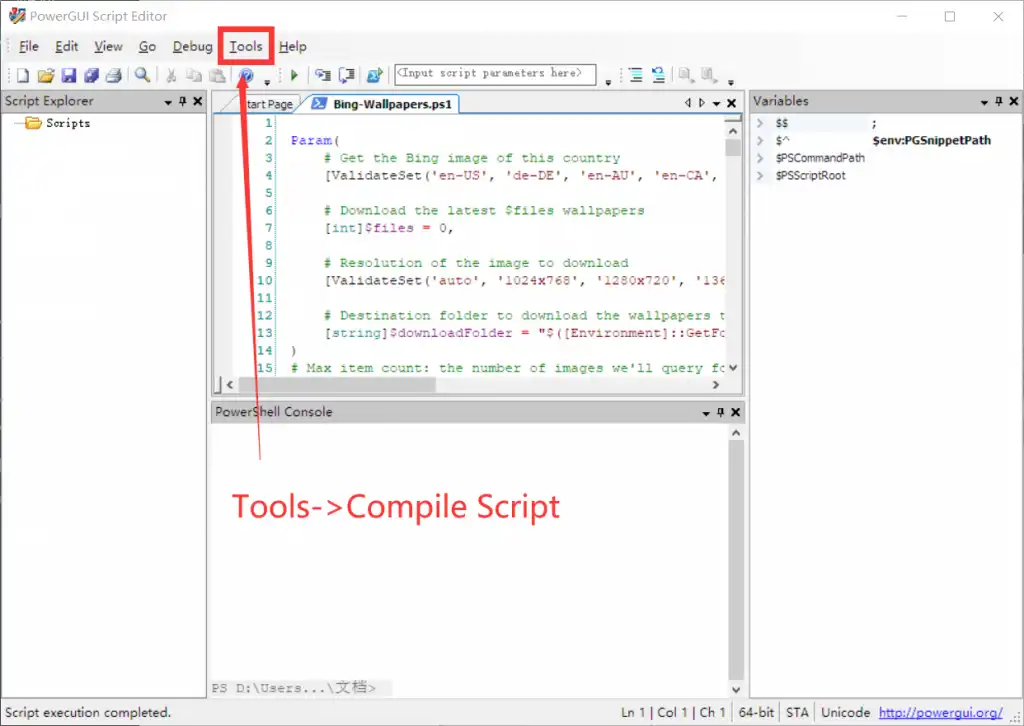 PowerGUI Script Editor
File Edit View Go Debug Tools Help
<Input script parameters here>
Script Explorer
Scripts
tart Page
Bing-Wallpapers.ps1
1
2 Param(
3 # Get the Bing image of this country
4 [ValidateSet('en-US', 'de-DE', 'en-AU', 'en-CA',
5
6 # Download the latest $files wallpapers
7 [int]$files = 0,
8
9 # Resolution of the image to download
10 [ValidateSet('auto', '1024x768', '1280x720', '136
11
12 # Destination folder to download the wallpapers t
13 [string]$downloadFolder = "$([Environment]::GetFo
14 )
15 # Max item count: the number of images we'll query fo
Variables
$$ ;
$^ $env:PGSnippetPath
$PSCommandPath
$PSScriptRoot
PowerShell Console
Tools->Compile Script
PS D:\Users...\文档>
Script execution completed.
Ln 1 | Col 1 | Ch 1 64-bit STA Unicode http://powergui.org/